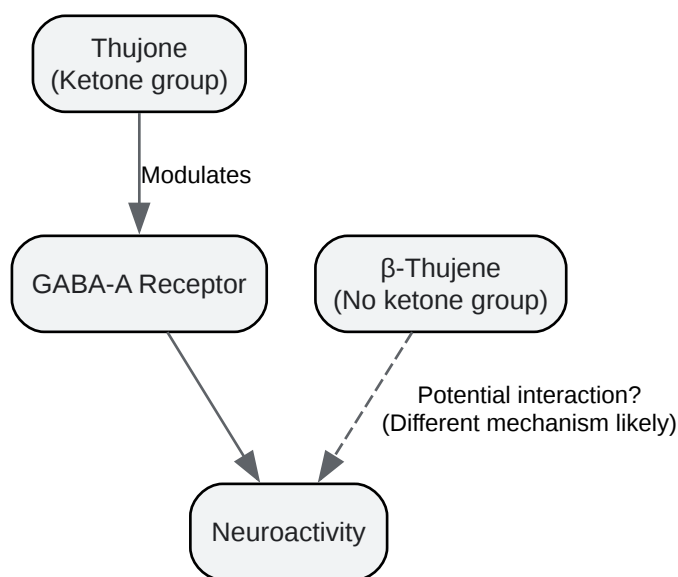 Thujone
(Ketone group)
Modulates
GABA-A Receptor
β-Thujene
(No ketone group)
Potential interaction?
(Different mechanism likely)
Neuroactivity